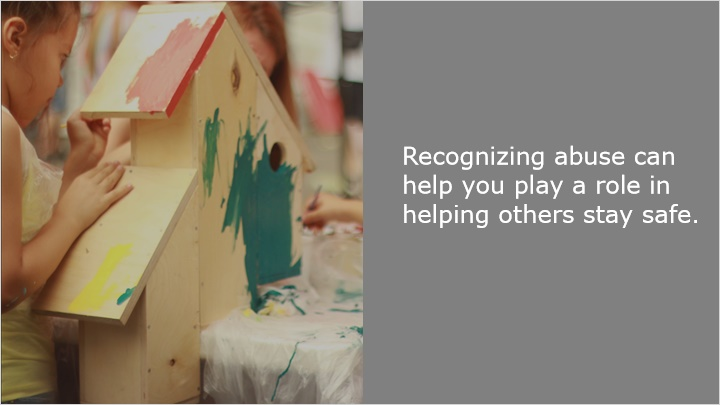 Recognizing abuse can
help you play a role in
helping others stay safe.